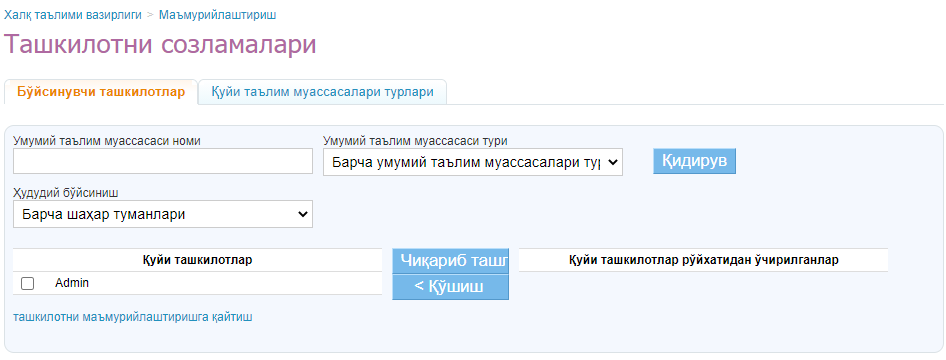 Халқ таълими вазирлиги > Маъмурийлаштириш
Ташкилотни созламалари
Бўйсинувчи ташкилотлар Қуйи таълим муассасалари турлари
Умумий таълим муассасаси номи Умумий таълим муассасаси тури
Барча умумий таълим муассасалари тур Қидирув
Ҳудудий бўйсиниш
Барча шаҳар туманлари
Қуйи ташкилотлар Чиқариб таш Қуйи ташкилотлар рўйхатидан ўчирилганлар
Admin < Қўшиш
ташкилотни маъмурийлаштиришга қайтиш